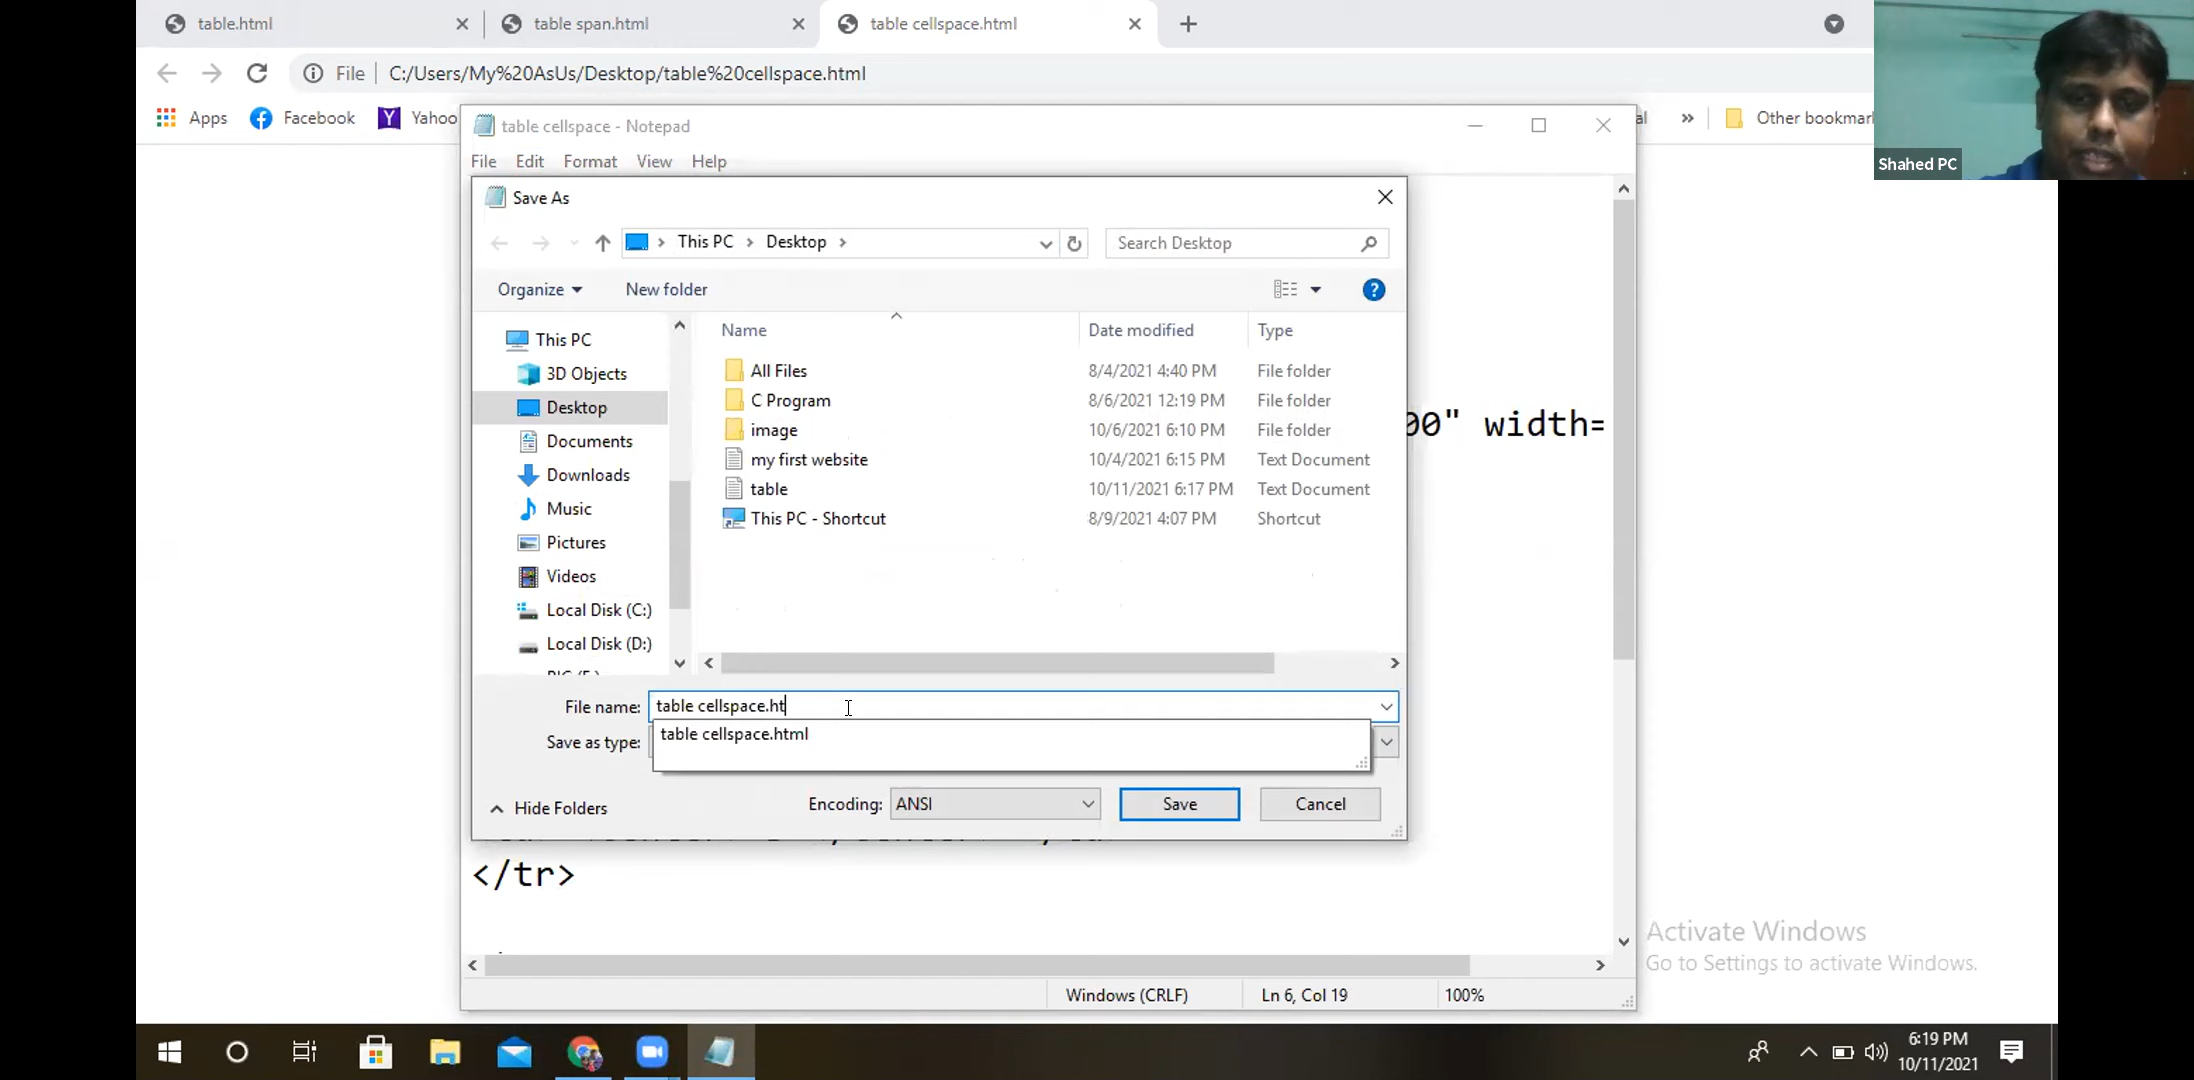 table.html
table span.html
table cellspace.html
File C:/Users/My%20AsUs/Desktop/table%20cellspace.html
Apps Facebook Yahoo
Other bookmar
Shahed PC
table cellspace - Notepad
File Edit Format View Help
Save As
This PC > Desktop >
Search Desktop
Organize New folder
Name Date modified Type
This PC
3D Objects
Desktop
Documents
Downloads
Music
Pictures
Videos
Local Disk (C:)
Local Disk (D:)
All Files 8/4/2021 4:40 PM File folder
C Program 8/6/2021 12:19 PM File folder
image 10/6/2021 6:10 PM File folder
my first website 10/4/2021 6:15 PM Text Document
table 10/11/2021 6:17 PM Text Document
This PC - Shortcut 8/9/2021 4:07 PM Shortcut
00" width=
File name: table cellspace.ht
table cellspace.html
Save as type:
Hide Folders
Encoding: ANSI Save Cancel
</tr>
Activate Windows
Go to Settings to activate Windows.
Windows (CRLF) Ln 6, Col 19 100%
6:19 PM
10/11/2021